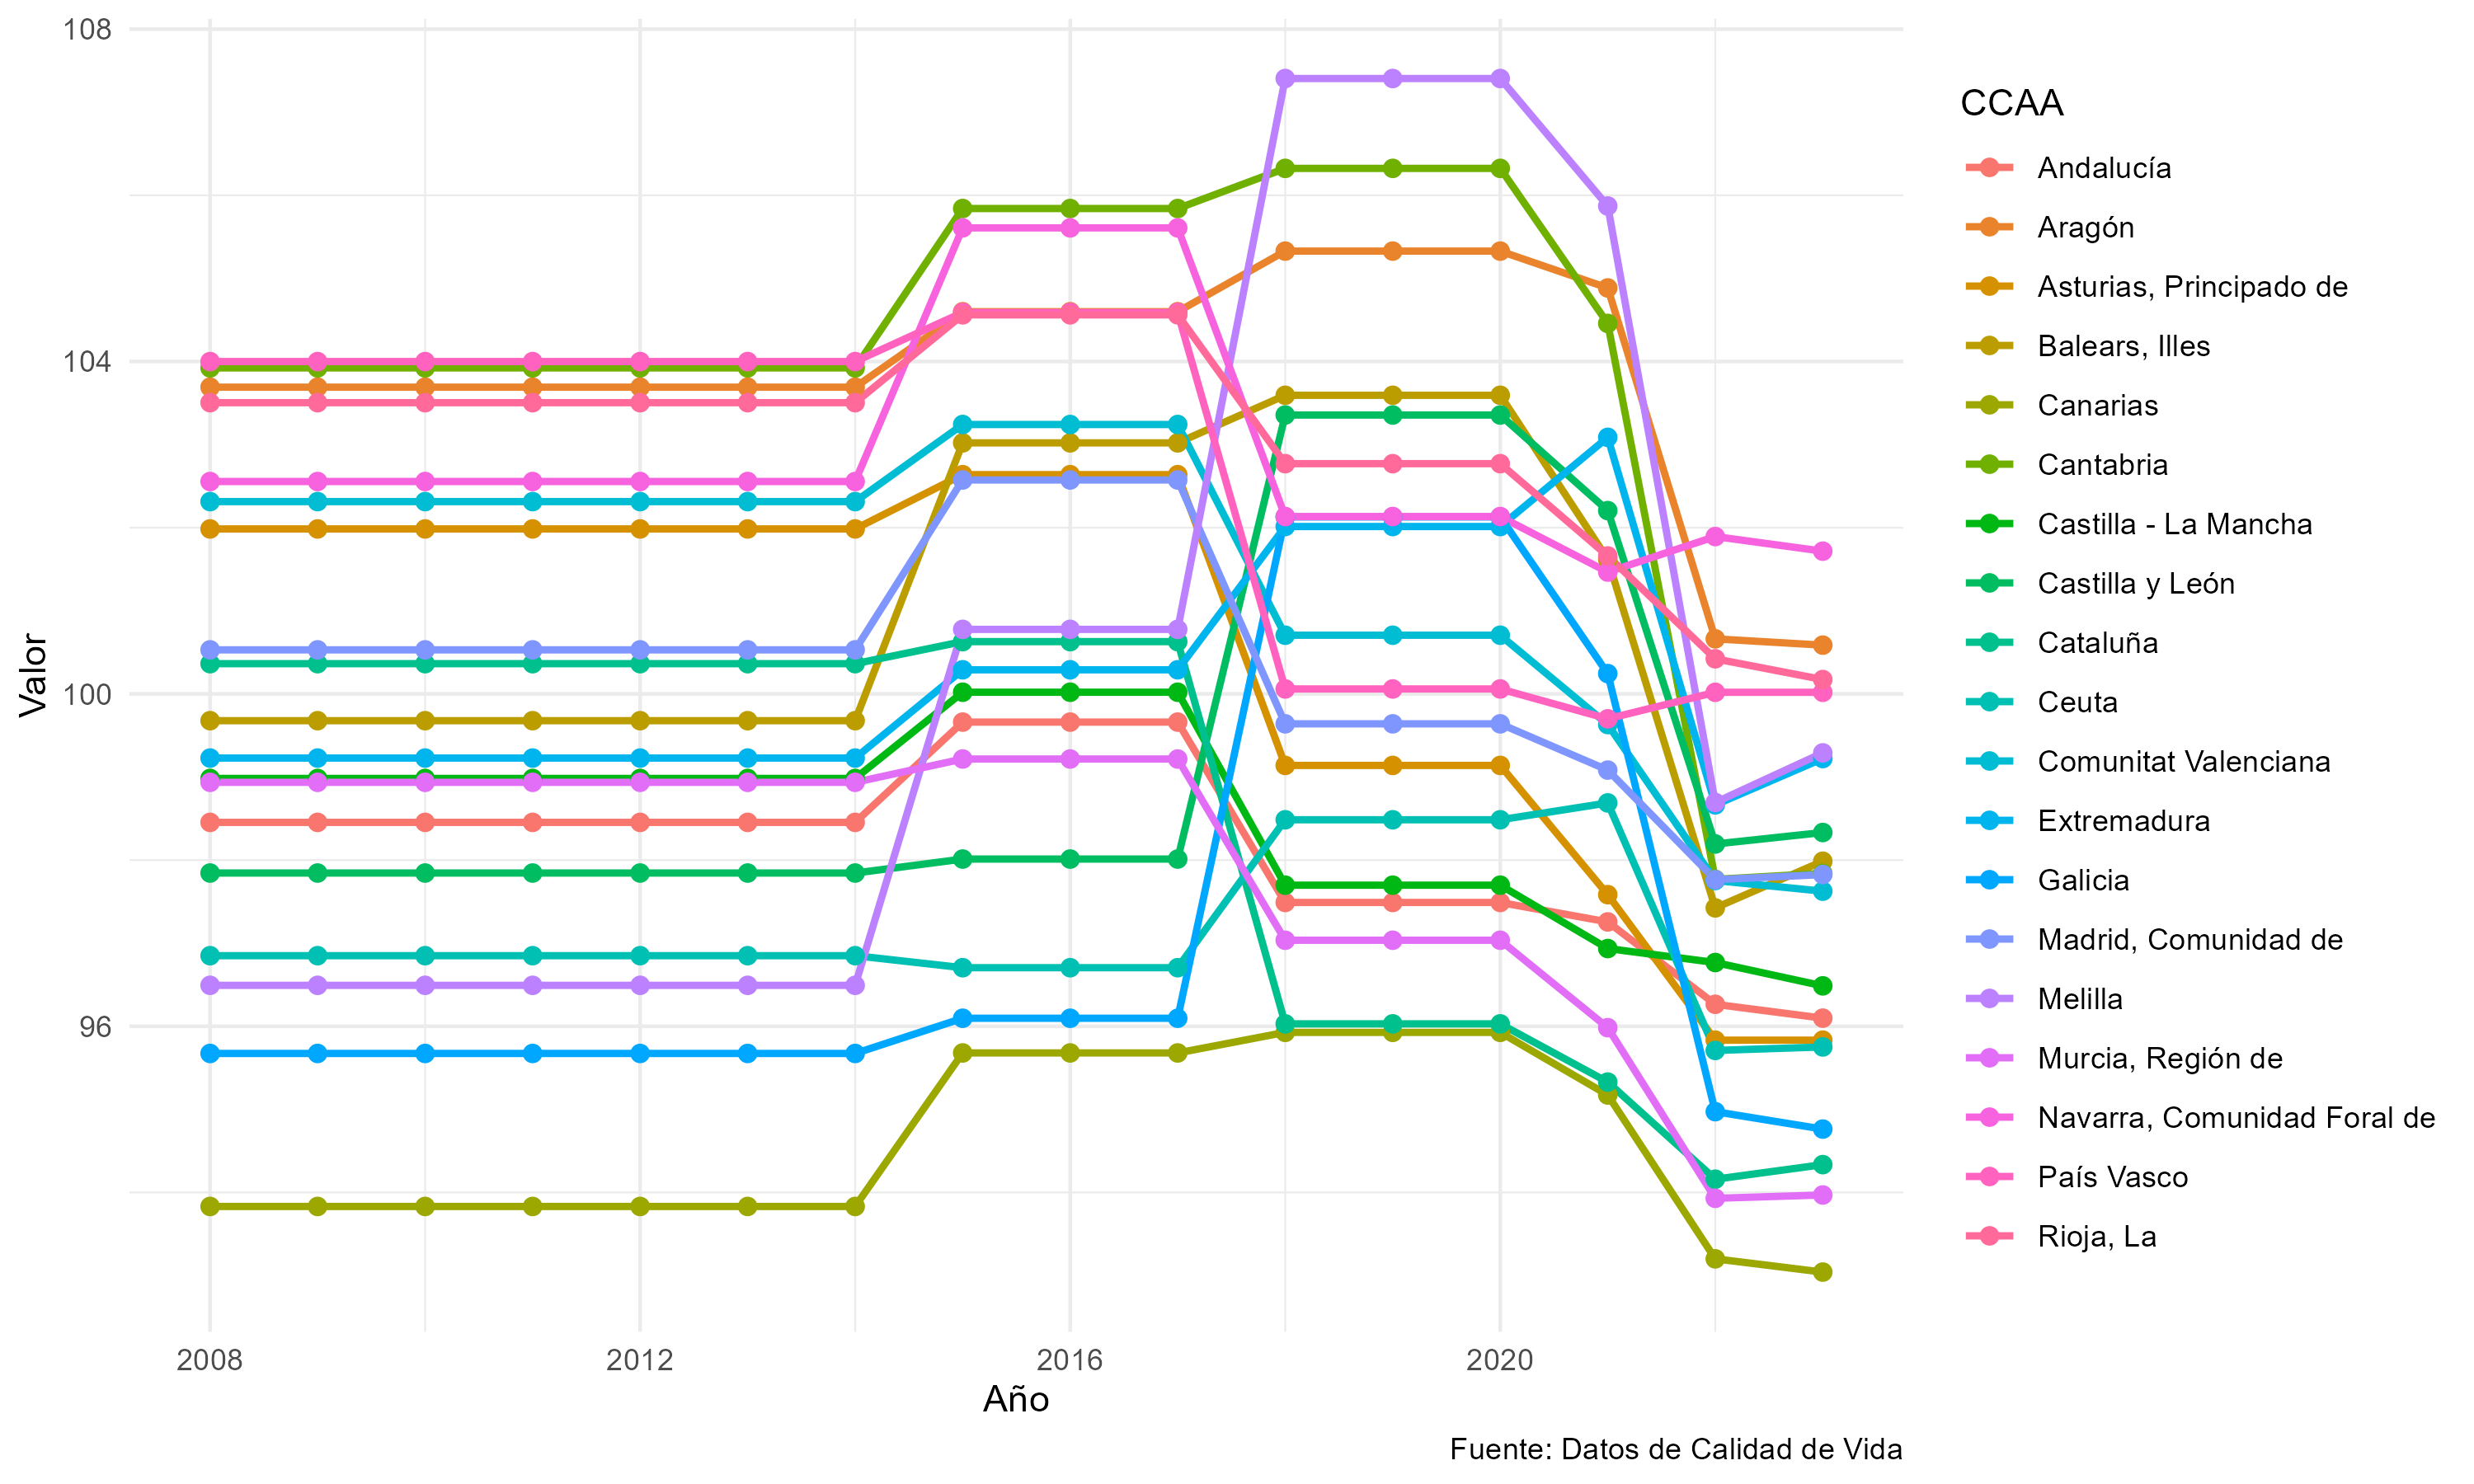 108
104
100
96
Valor
2008 2012 2016 2020
Año
Fuente: Datos de Calidad de Vida
CCAA
Andalucía
Aragón
Asturias, Principado de
Balears, Illes
Canarias
Cantabria
Castilla - La Mancha
Castilla y León
Cataluña
Ceuta
Comunitat Valenciana
Extremadura
Galicia
Madrid, Comunidad de
Melilla
Murcia, Región de
Navarra, Comunidad Foral de
País Vasco
Rioja, La